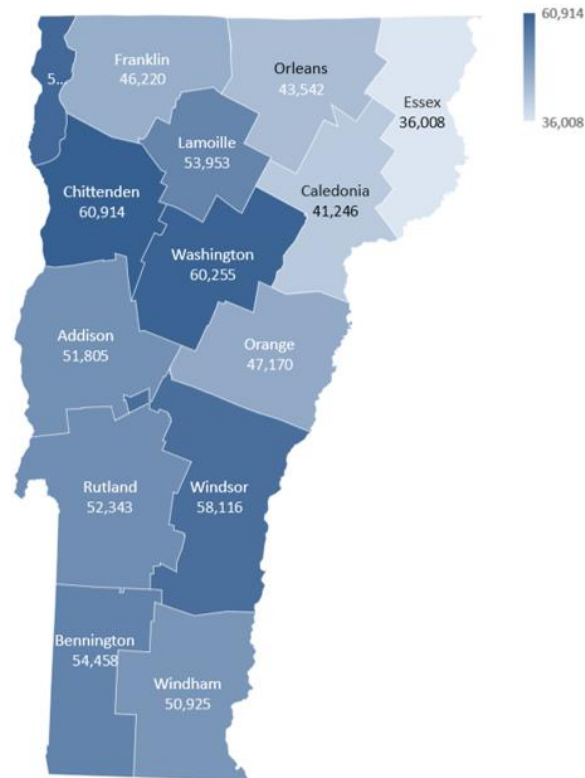 60,914
36,008
Franklin
46,220
Orleans
43,542
Essex
36,008
5...
Lamoille
53,953
Chittenden
60,914
Caledonia
41,246
Washington
60,255
Addison
51,805
Orange
47,170
Rutland
52,343
Windsor
58,116
Bennington
54,458
Windham
50,925